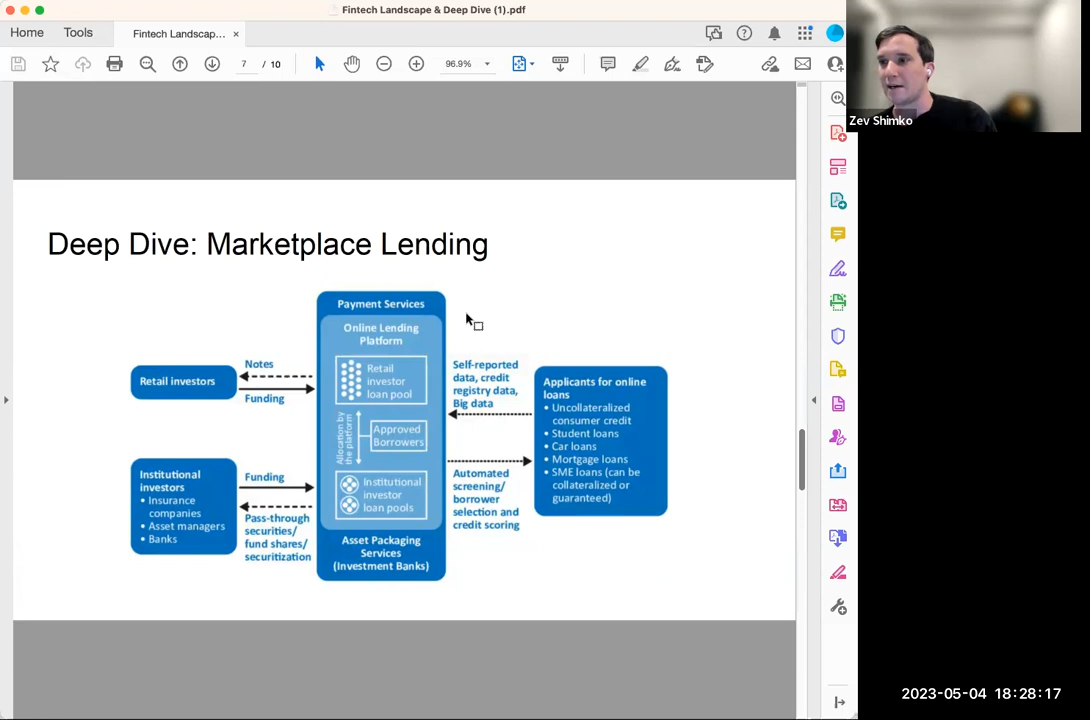 Fintech Landscape & Deep Dive (1).pdf
Home
Tools
Fintech Landscap...
7 / 10
96.9%
Zev Shimko
Deep Dive: Marketplace Lending
Payment Services
Online Lending
Platform
Retail
investor
loan pool
Allocation by
the platform
Approved
Borrowers
Institutional
investor
loan pools
Asset Packaging
Services
(Investment Banks)
Retail investors
Notes
Funding
Institutional
investors
• Insurance
companies
• Asset managers
• Banks
Funding
Pass-through
securities/
fund shares/
securitization
Self-reported
data, credit
registry data,
Big data
Automated
screening/
borrower
selection and
credit scoring
Applicants for online
loans
• Uncollateralized
consumer credit
• Student loans
• Car loans
• Mortgage loans
• SME loans (can be
collateralized or
guaranteed)
2023-05-04 18:28:17